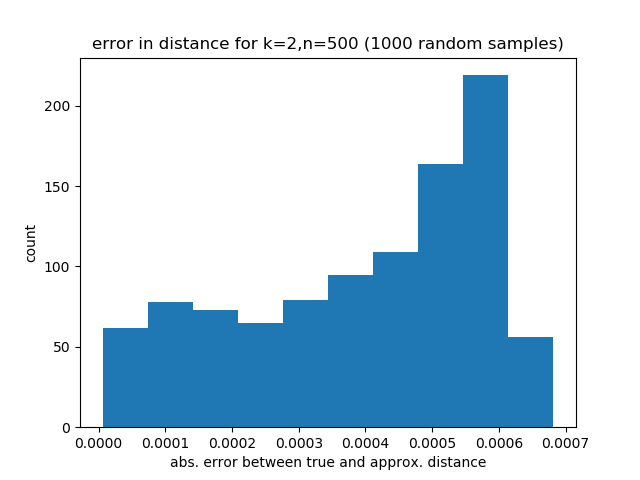 error in distance for k=2,n=500 (1000 random samples)
200
150
100
50
0
count
0.0000 0.0001 0.0002 0.0003 0.0004 0.0005 0.0006 0.0007
abs. error between true and approx. distance